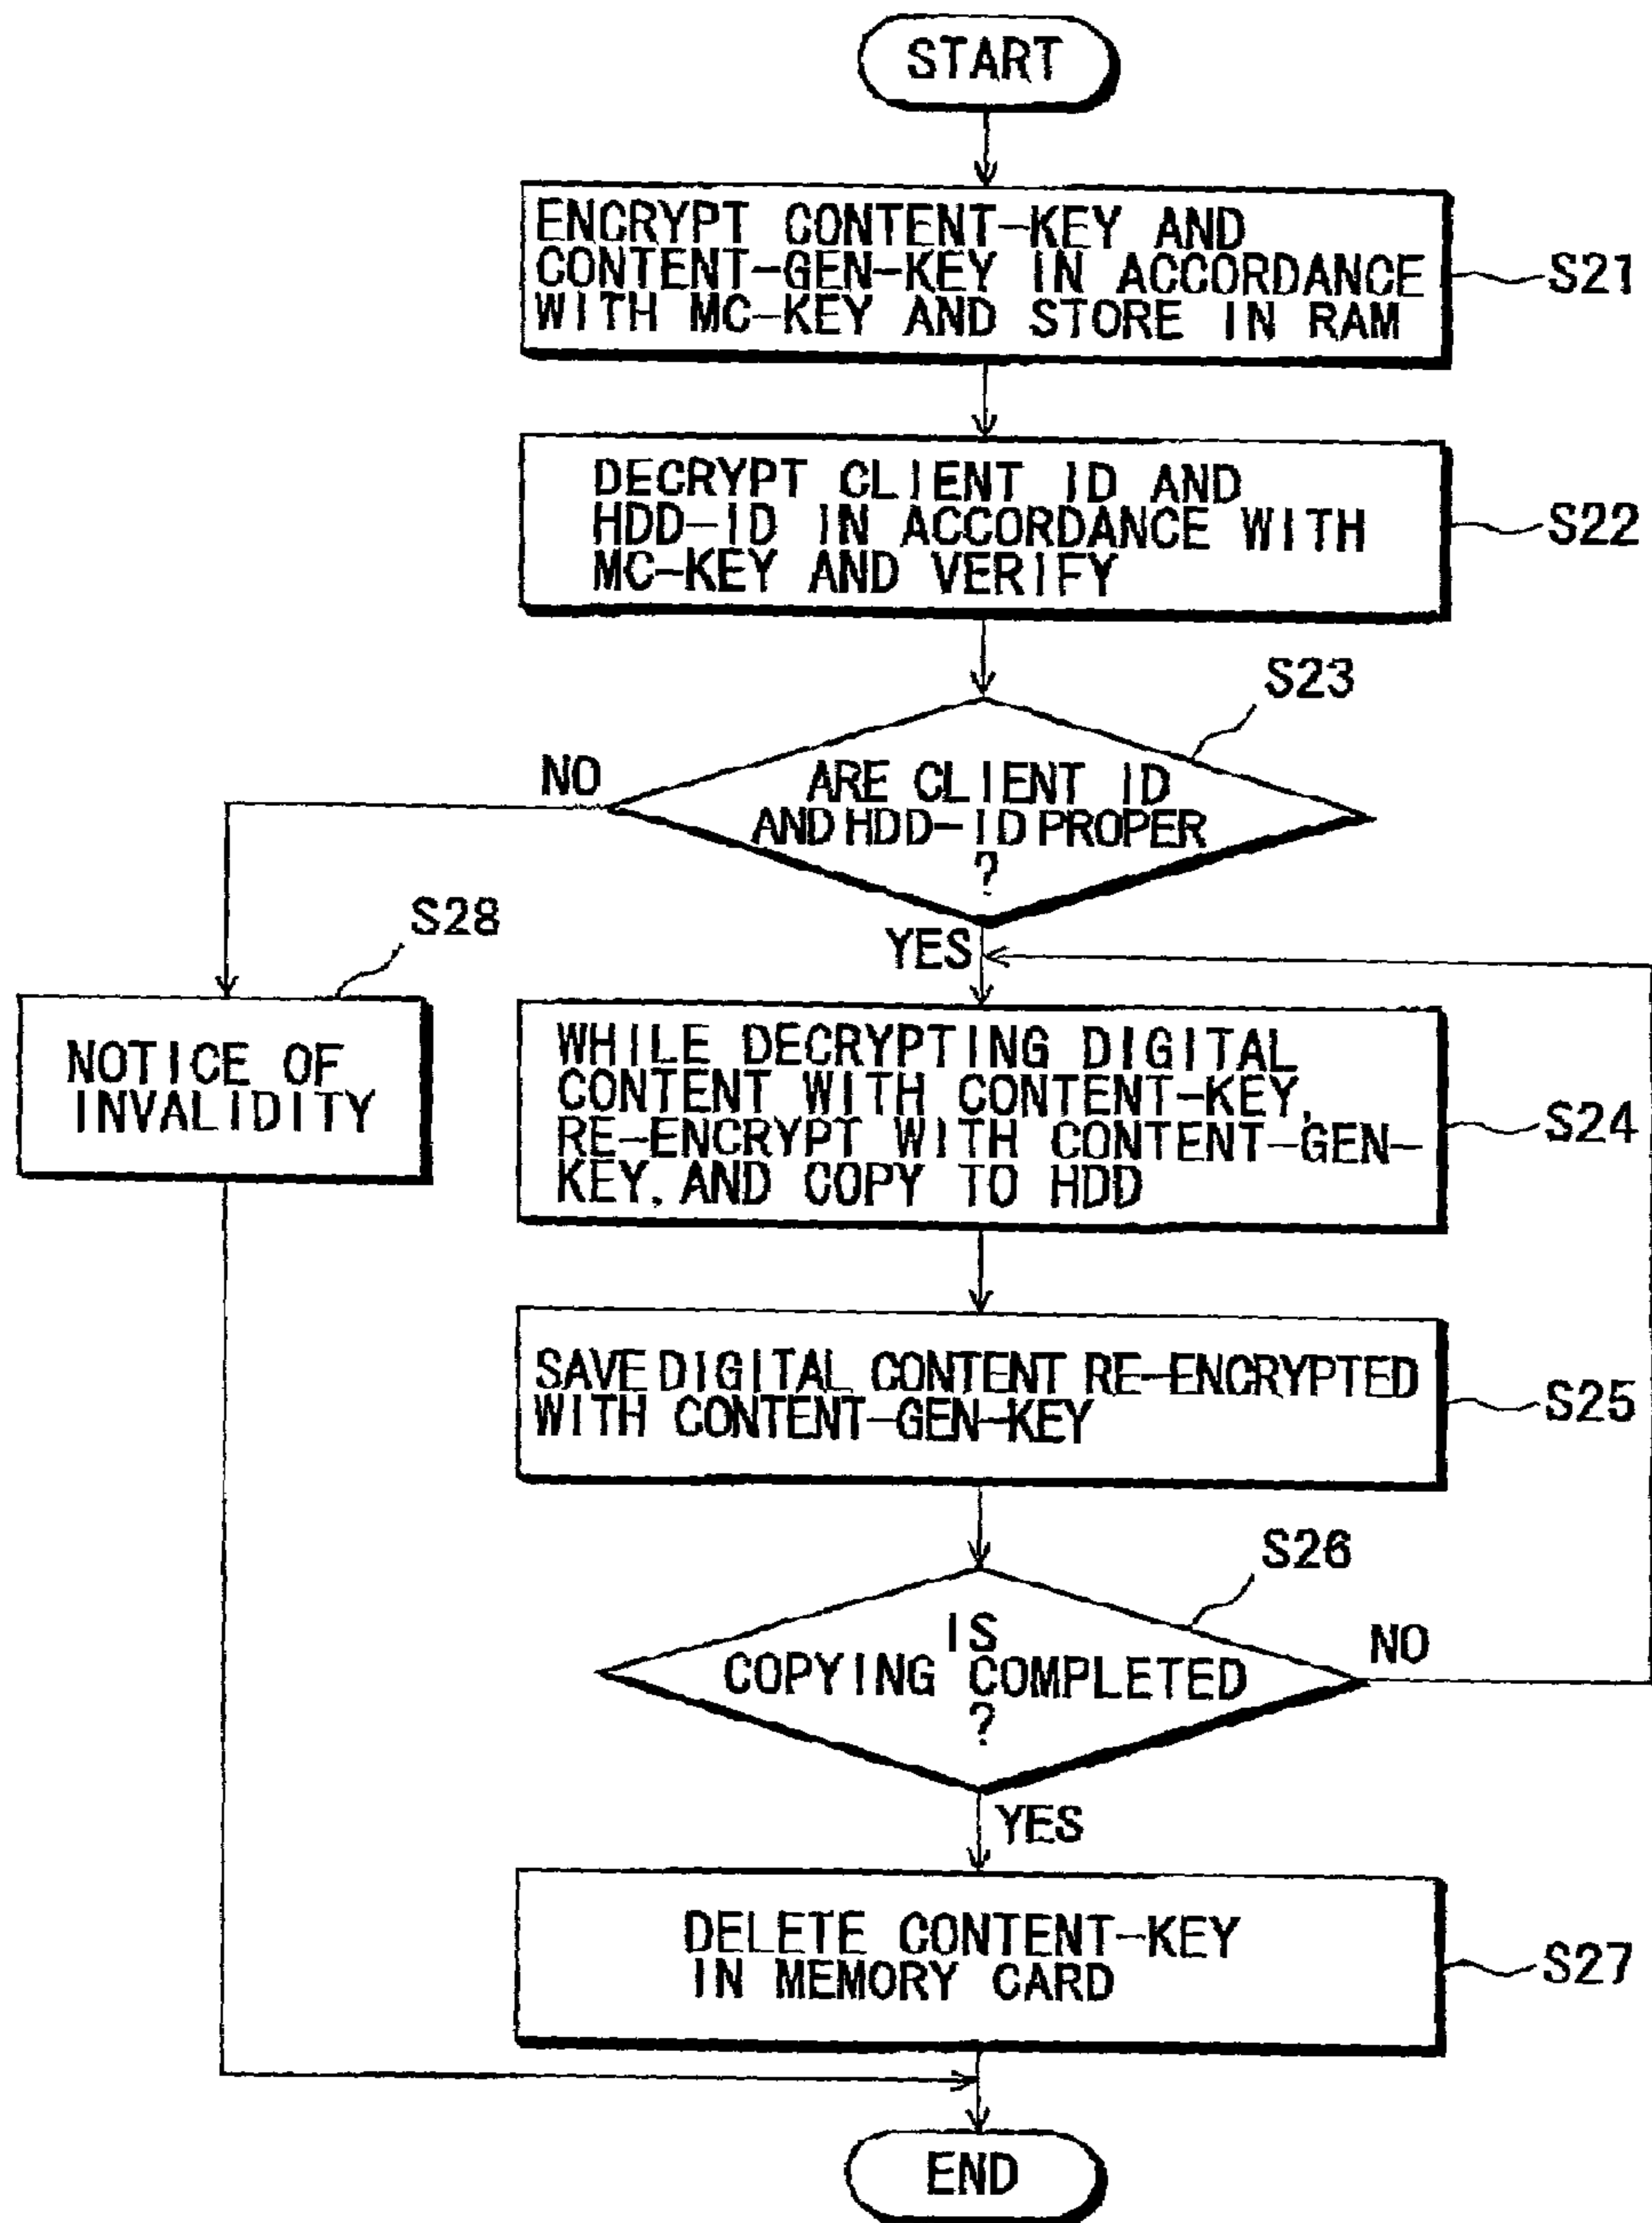 START
ENCRYPT CONTENT-KEY AND
CONTENT-GEN-KEY IN ACCORDANCE
WITH MC-KEY AND STORE IN RAM
S21
DECRYPT CLIENT ID AND
HDD-ID IN ACCORDANCE WITH
MC-KEY AND VERIFY
S22
S23
NO
ARE CLIENT ID
AND HDD-ID PROPER
?
YES
S28
NOTICE OF
INVALIDITY
WHILE DECRYPTING DIGITAL
CONTENT WITH CONTENT-KEY,
RE-ENCRYPT WITH CONTENT-GEN-
KEY, AND COPY TO HDD
S24
SAVE DIGITAL CONTENT RE-ENCRYPTED
WITH CONTENT-GEN-KEY
S25
S26
IS
COPYING COMPLETED
?
NO
YES
DELETE CONTENT-KEY
IN MEMORY CARD
S27
END